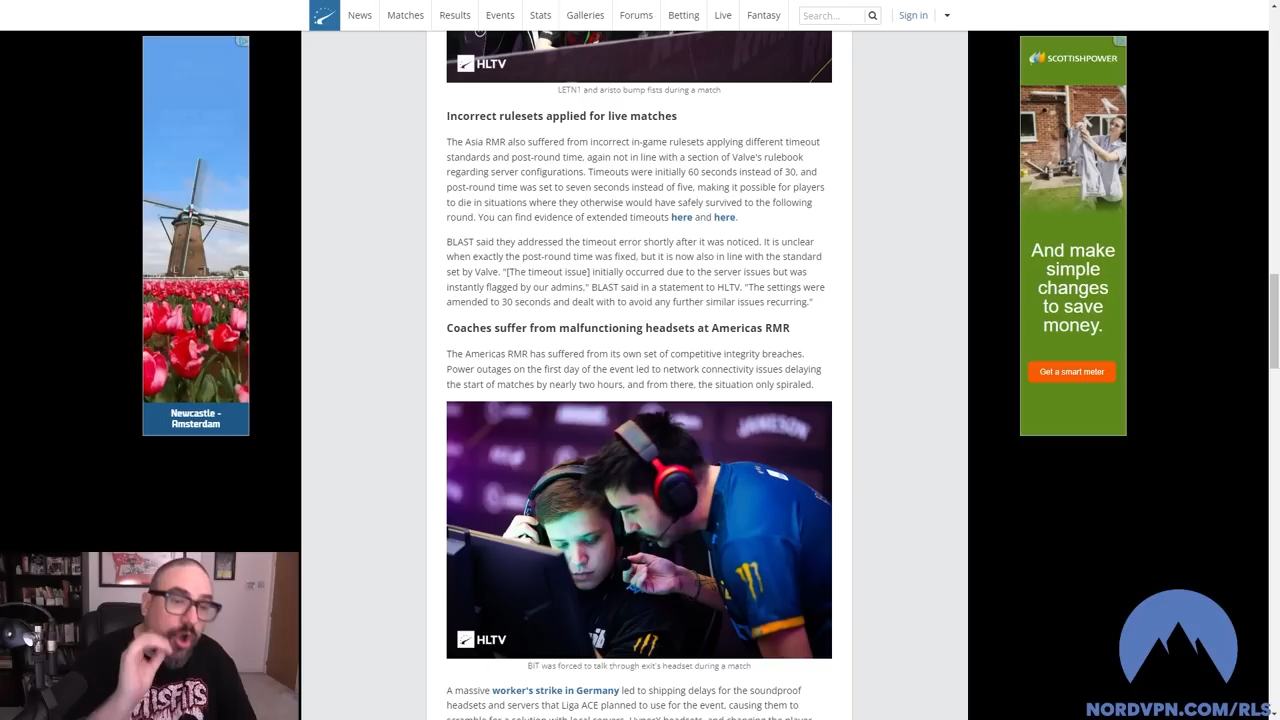 News Matches Results Events Stats Galleries Forums Betting Live Fantasy Search... Sign in
HLTV
LETN1 and aristo bump fists during a match
Incorrect rulesets applied for live matches
The Asia RMR also suffered from incorrect in-game rulesets applying different timeout
standards and post-round time, again not in line with a section of Valve's rulebook
regarding server configurations. Timeouts were initially 60 seconds instead of 30, and
post-round time was set to seven seconds instead of five, making it possible for players
to die in situations where they otherwise would have safely survived to the following
round. You can find evidence of extended timeouts here and here.
BLAST said they addressed the timeout error shortly after it was noticed. It is unclear
when exactly the post-round time was fixed, but it is now also in line with the standard
set by Valve. "[The timeout issue] initially occurred due to the server issues but was
instantly flagged by our admins," BLAST said in a statement to HLTV. "The settings were
amended to 30 seconds and dealt with to avoid any further similar issues recurring."
Coaches suffer from malfunctioning headsets at Americas RMR
The Americas RMR has suffered from its own set of competitive integrity breaches.
Power outages on the first day of the event led to network connectivity issues delaying
the start of matches by nearly two hours, and from there, the situation only spiraled.
JAMESON
HLTV
BIT was forced to talk through exit's headset during a match
A massive worker's strike in Germany led to shipping delays for the soundproof
headsets and servers that Liga ACE planned to use for the event, causing them to
scramble for a solution with local servers, HyperX headsets, and changing the player
Newcastle -
Amsterdam
SCOTTISHPOWER
And make
simple
changes
to save
money.
Get a smart meter
MISFITS
NORDVPN.COM/RLS